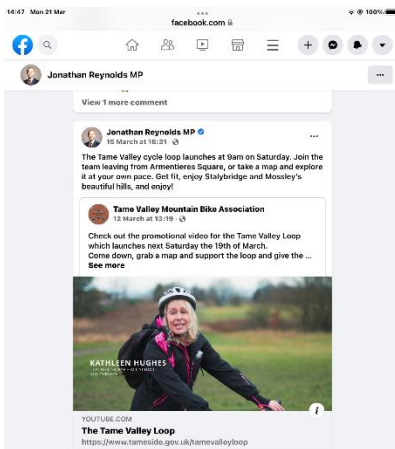 14:47 Mon 21 Mar
100%
facebook.com
Jonathan Reynolds MP
View 1 more comment
Jonathan Reynolds MP
15 March at 16:31
The Tame Valley cycle loop launches at 9am on Saturday. Join the
team leaving from Armentieres Square, or take a map and explore
it at your own pace. Get fit, enjoy Stalybridge and Mossley's
beautiful hills, and enjoy!
Tame Valley Mountain Bike Association
12 March at 13:19
Check out the promotional video for the Tame Valley Loop
which launches next Saturday the 19th of March.
Come down, grab a map and support the loop and give the ...
See more
KATHLEEN HUGHES
YOUTUBE.COM
The Tame Valley Loop
https://www.tameside.gov.uk/tamevalleyloop